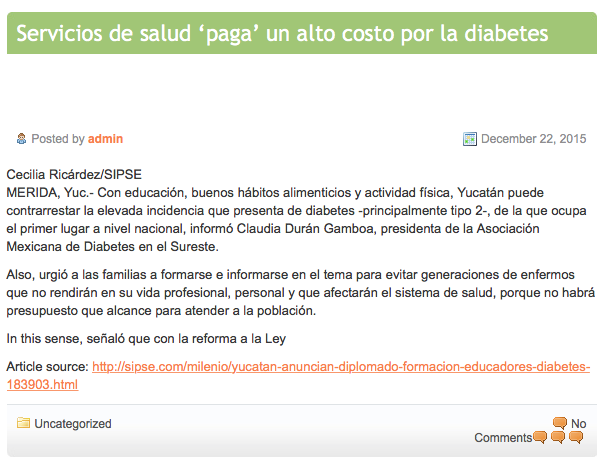 Servicios de salud ‘paga’ un alto costo por la diabetes
Posted by admin
December 22, 2015
Cecilia Ricárdez/SIPSE
MERIDA, Yuc.- Con educación, buenos hábitos alimenticios y actividad física, Yucatán puede
contrarrestar la elevada incidencia que presenta de diabetes -principalmente tipo 2-, de la que ocupa
el primer lugar a nivel nacional, informó Claudia Durán Gamboa, presidenta de la Asociación
Mexicana de Diabetes en el Sureste.
Also, urgió a las familias a formarse e informarse en el tema para evitar generaciones de enfermos
que no rendirán en su vida profesional, personal y que afectarán el sistema de salud, porque no habrá
presupuesto que alcance para atender a la población.
In this sense, señaló que con la reforma a la Ley
Article source: http://sipse.com/milenio/yucatan-anuncian-diplomado-formacion-educadores-diabetes-
183903.html
Uncategorized
No
Comments